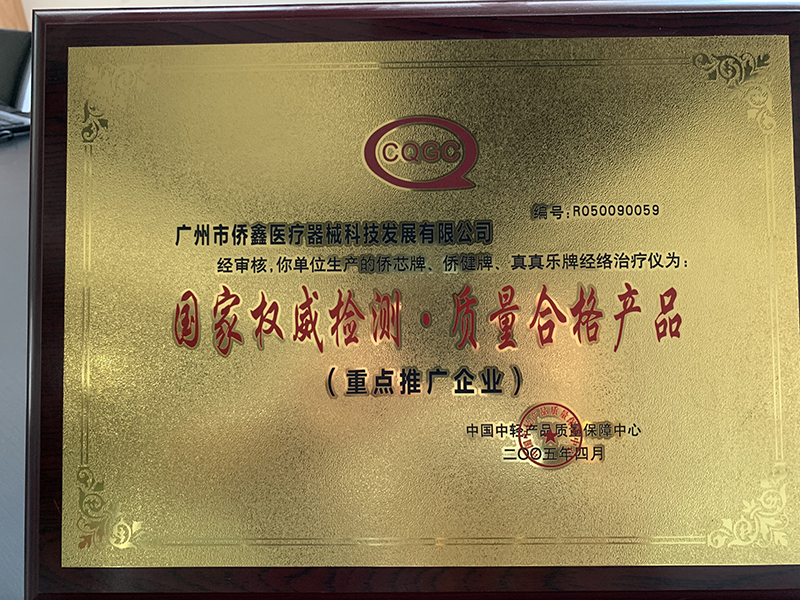 CQGC
编号:R050090059
广州市侨鑫医疗器械科技发展有限公司
经审核,你单位生产的侨芯牌、侨健牌、真真乐牌经络治疗仪为:
国家权威检测·质量合格产品
(重点推广企业)
中国中轻产品质量保障中心
二〇〇五年四月